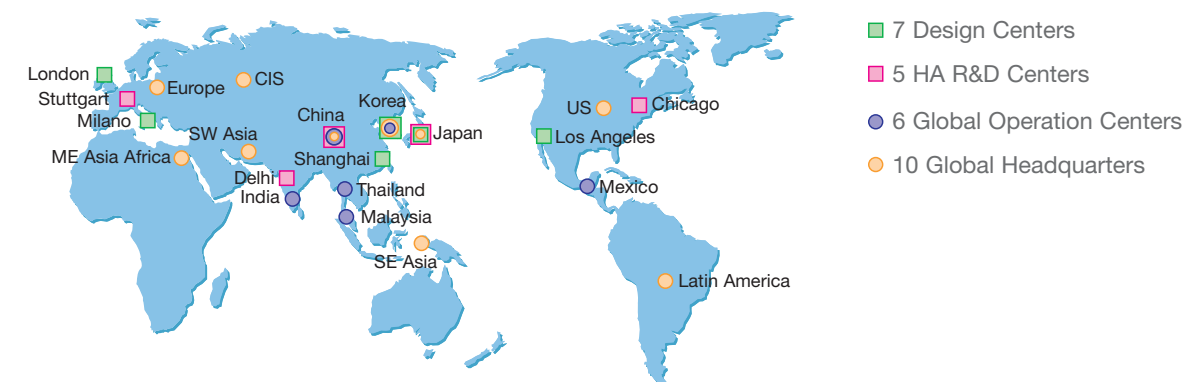 London
Stuttgart
Milano
Europe
CIS
Korea
China
SW Asia
Japan
ME Asia Africa
Shanghai
Delhi
India
Thailand
Malaysia
SE Asia
US
Chicago
Los Angeles
Mexico
Latin America
7 Design Centers
5 HA R&D Centers
6 Global Operation Centers
10 Global Headquarters